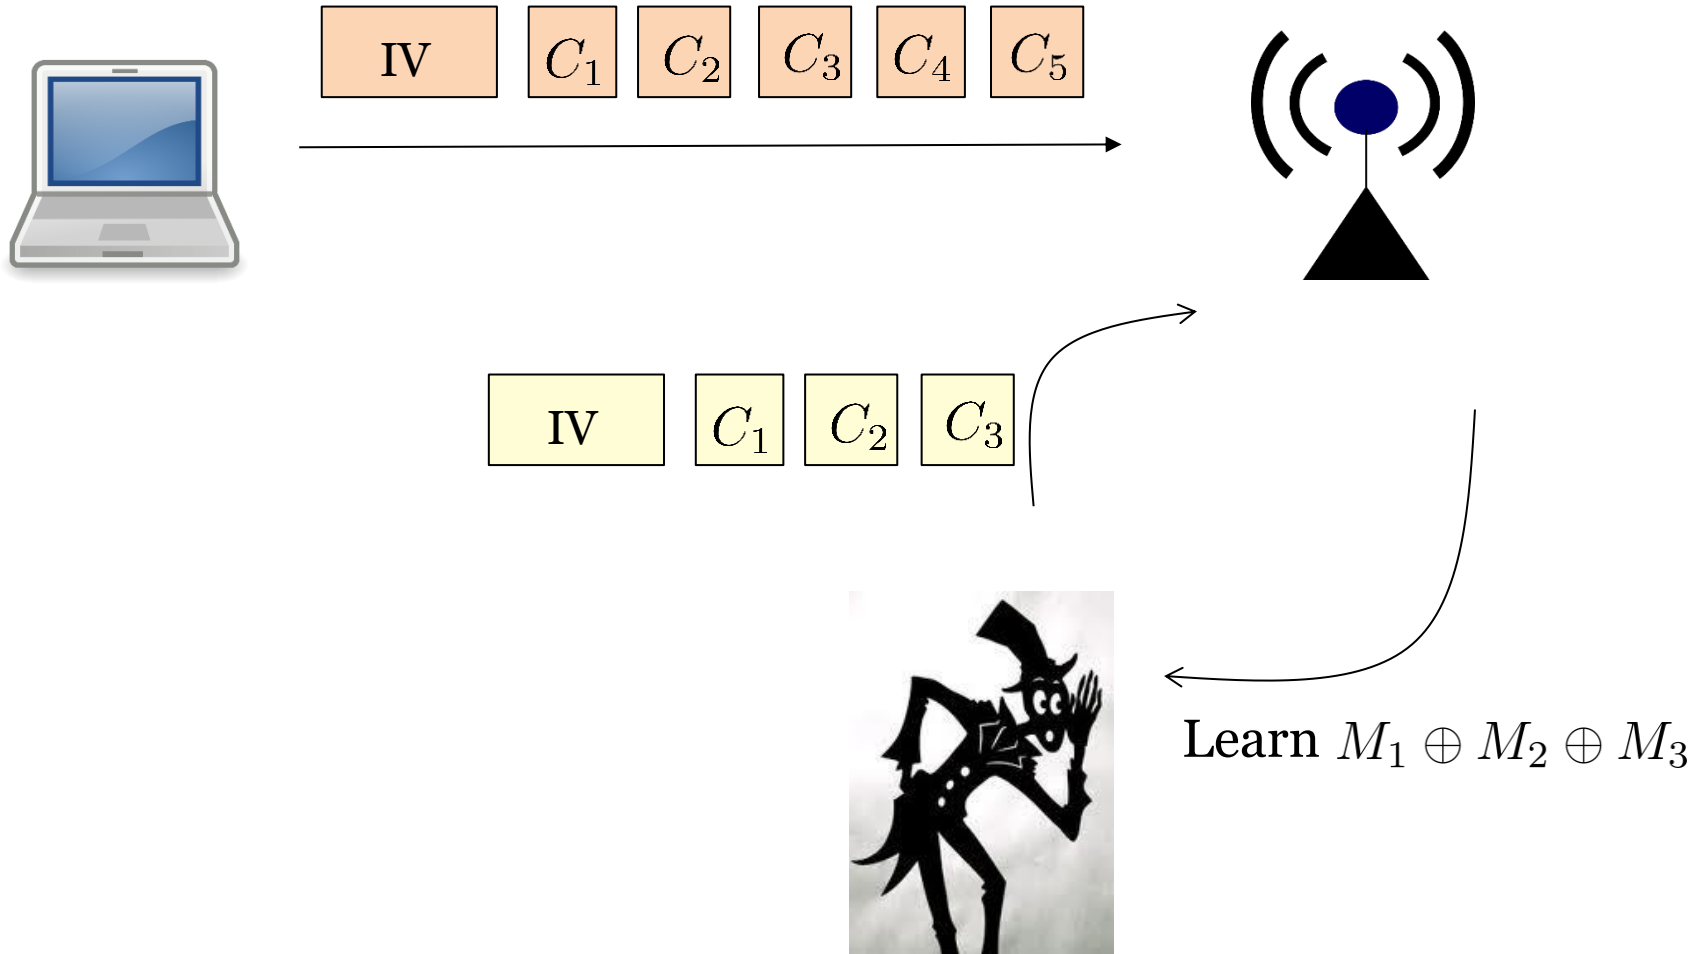 IV C₁ C₂ C₃ C₄ C₅
IV C₁ C₂ C₃
Learn M₁ ⊕ M₂ ⊕ M₃